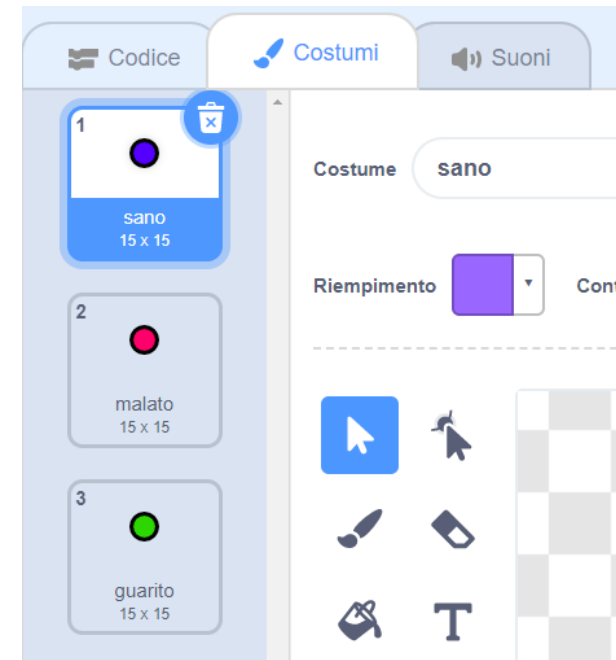 Codice
Costumi
Suoni
1
sano
15 x 15
2
malato
15 x 15
3
guarito
15 x 15
Costume sano
Riempimento Cont
T